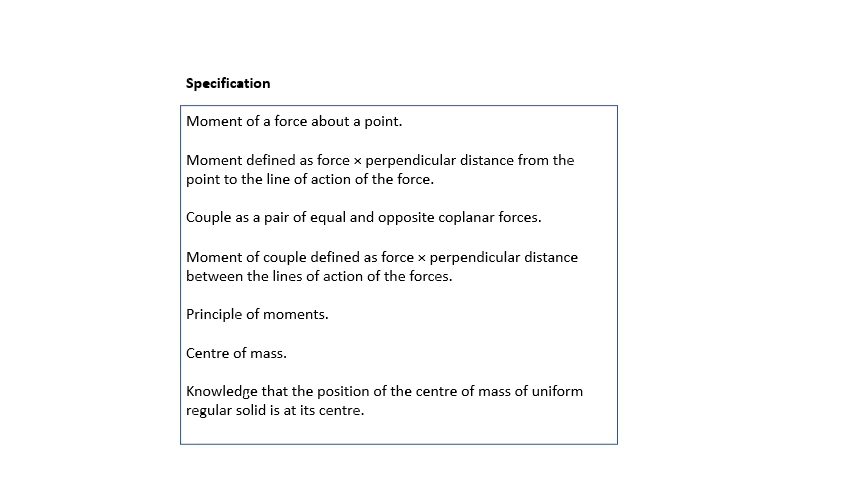 Specification
Moment of a force about a point.
Moment defined as force × perpendicular distance from the
point to the line of action of the force.
Couple as a pair of equal and opposite coplanar forces.
Moment of couple defined as force × perpendicular distance
between the lines of action of the forces.
Principle of moments.
Centre of mass.
Knowledge that the position of the centre of mass of uniform
regular solid is at its centre.